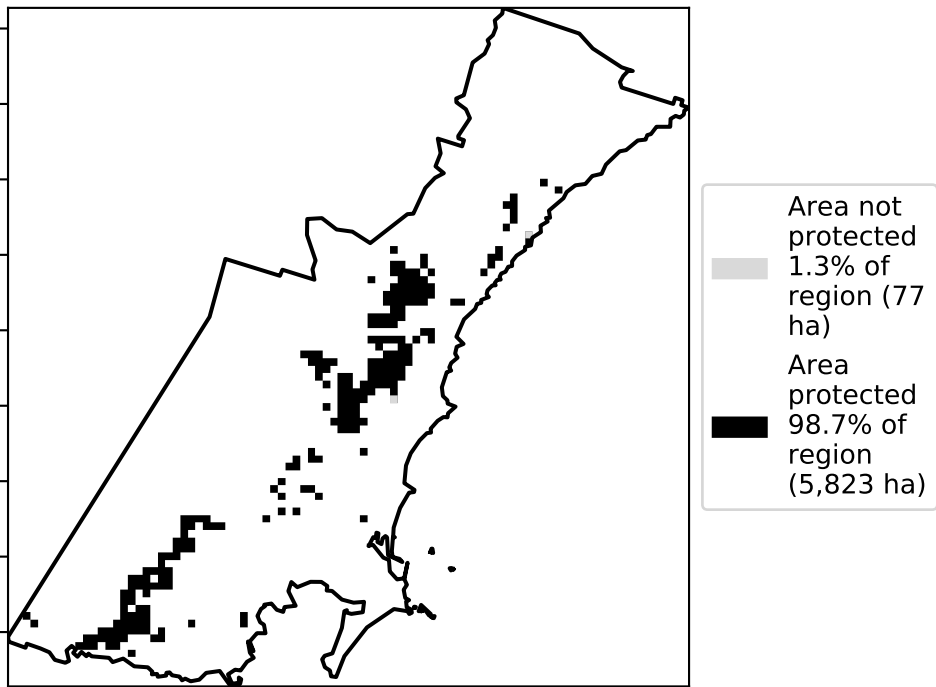 Area not
protected
1.3% of
region (77
ha)
Area
protected
98.7% of
region
(5,823 ha)